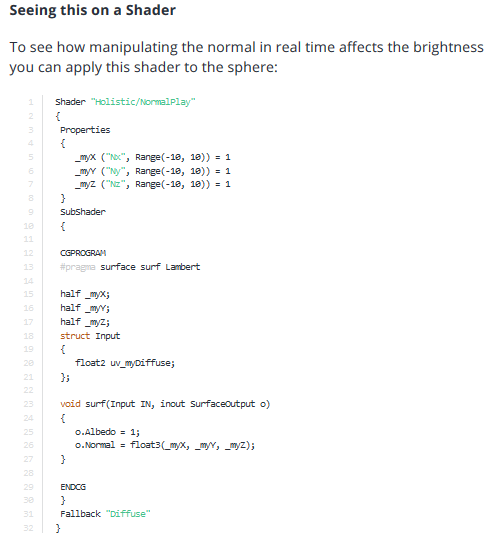 Seeing this on a Shader
To see how manipulating the normal in real time affects the brightness
you can apply this shader to the sphere:
1 Shader "Holistic/NormalPlay"
2 {
3 Properties
4 {
5 _myX ("Nx", Range(-10, 10)) = 1
6 _myY ("Ny", Range(-10, 10)) = 1
7 _myZ ("Nz", Range(-10, 10)) = 1
8 }
9 SubShader
10 {
11
12 CGPROGRAM
13 #pragma surface surf Lambert
14
15 half _myX;
16 half _myY;
17 half _myZ;
18 struct Input
19 {
20 float2 uv_myDiffuse;
21 };
22
23 void surf(Input IN, inout SurfaceOutput o)
24 {
25 o.Albedo = 1;
26 o.Normal = float3(_myX, _myY, _myZ);
27 }
28
29 ENDCG
30 }
31 Fallback "Diffuse"
32 }